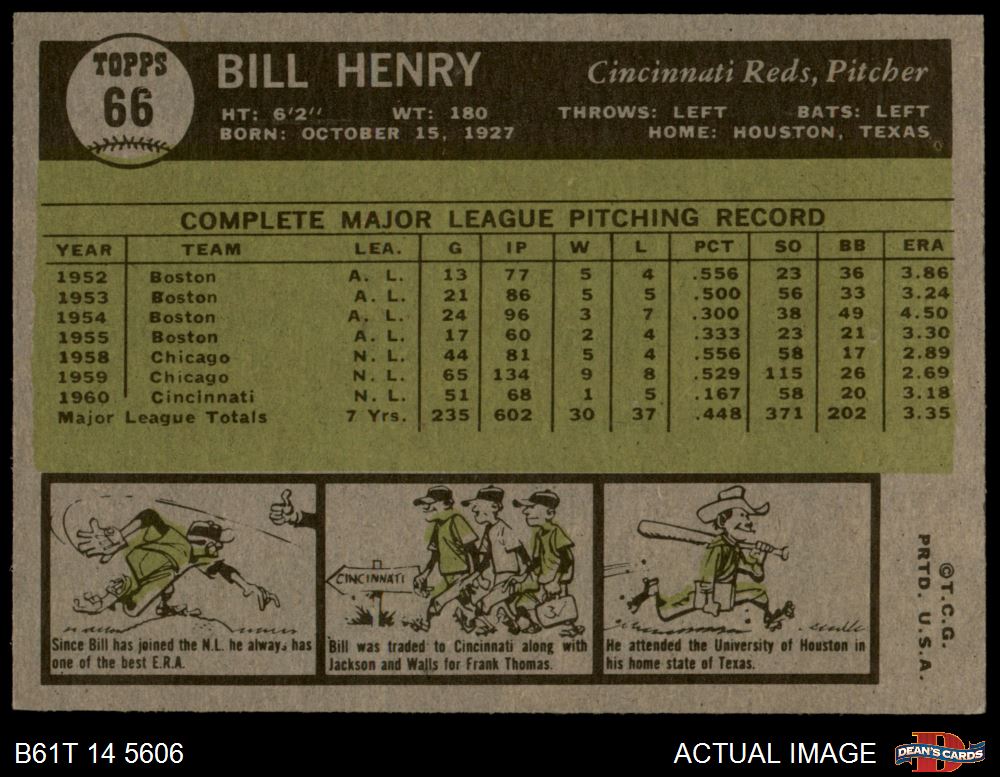 TOPPS
66
BILL HENRY
Cincinnati Reds, Pitcher
HT: 6'2" WT: 180 THROWS: LEFT BATS: LEFT
BORN: OCTOBER 15, 1927 HOME: HOUSTON, TEXAS
COMPLETE MAJOR LEAGUE PITCHING RECORD
YEAR TEAM LEA. G IP W L PCT SO BB ERA
1952 Boston A. L. 13 77 5 4 .556 23 36 3.86
1953 Boston A. L. 21 86 5 5 .500 56 33 3.24
1954 Boston A. L. 24 96 3 7 .300 38 49 4.50
1955 Boston A. L. 17 60 2 4 .333 23 21 3.30
1958 Chicago N. L. 44 81 5 4 .556 58 17 2.89
1959 Chicago N. L. 65 134 9 8 .529 115 26 2.69
1960 Cincinnati N. L. 51 68 1 5 .167 58 20 3.18
Major League Totals 7 Yrs. 235 602 30 37 .448 371 202 3.35
Since Bill has joined the N.L. he always has
one of the best E.R.A.
CINCINNATI
3
Bill was traded to Cincinnati along with
Jackson and Walls for Frank Thomas.
He attended the University of Houston in
his home state of Texas.
©T.C.G.
PRTD. U.S.A.
B61T 14 5606
ACTUAL IMAGE
D
DEAN'S CARDS